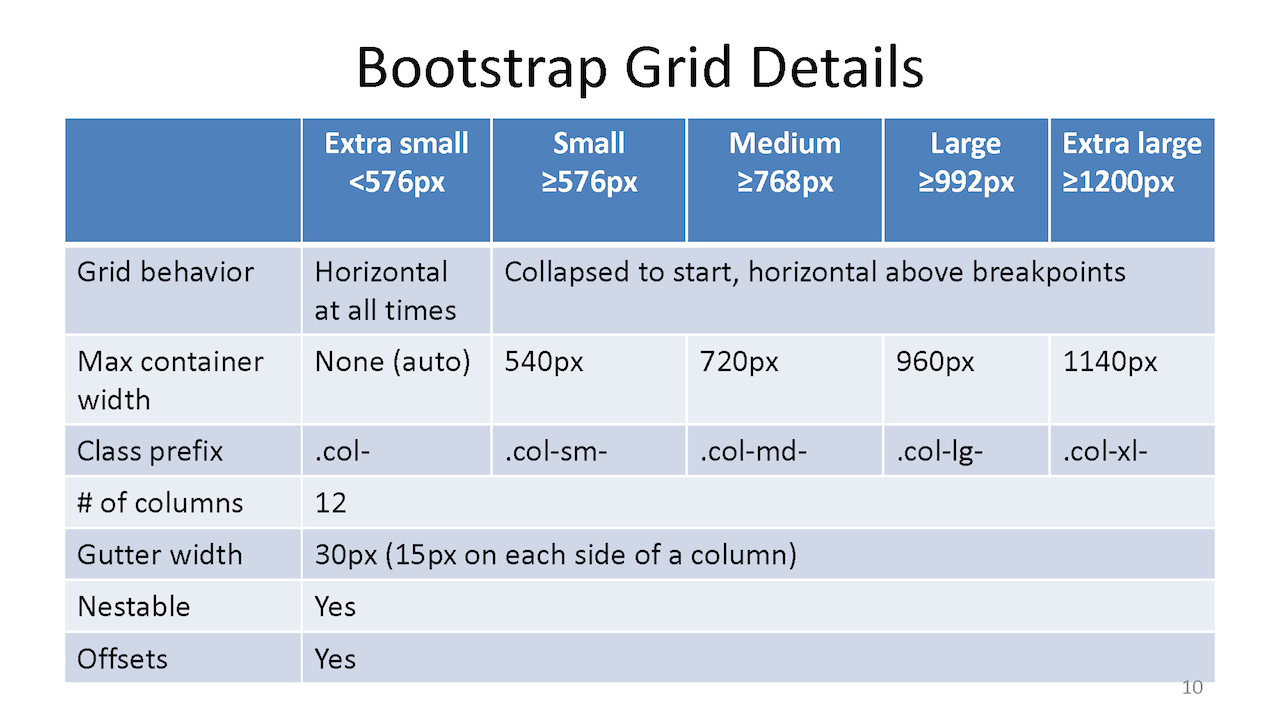 Bootstrap Grid Details
Extra small Small Medium Large Extra large
<576px ≥576px ≥768px ≥992px ≥1200px
Grid behavior Horizontal Collapsed to start, horizontal above breakpoints
at all times
Max container None (auto) 540px 720px 960px 1140px
width
Class prefix .col- .col-sm- .col-md- .col-lg- .col-xl-
# of columns 12
Gutter width 30px (15px on each side of a column)
Nestable Yes
Offsets Yes
10